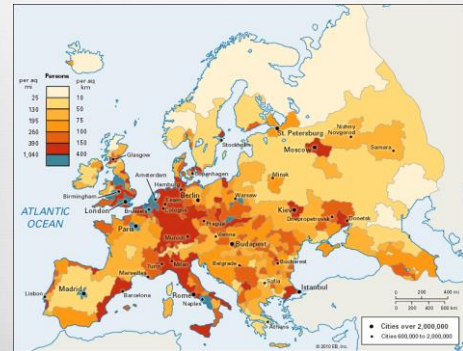 per sq mi
Persons
per sq km
25
10
130
50
195
75
260
100
390
150
1,040
400
Glasgow
Stockholm
St. Petersburg
Nizhny Novgorod
Moscow
Samara
Copenhagen
Amsterdam
Hamburg
Birmingham
Minsk
Berlin
London
Essen
Warsaw
Brussels
Cologne
Kiev
ATLANTIC
OCEAN
Paris
Prague
Dnepropetrovsk
Donetsk
Munich
Vienna
Budapest
Turin
Milan
Belgrade
Bucharest
Marseille
Madrid
Barcelona
Rome
Sofia
Istanbul
Lisbon
Naples
Athens
Cities over 2,000,000
Cities 600,000 to 2,000,000
© 2010 EB, Inc.